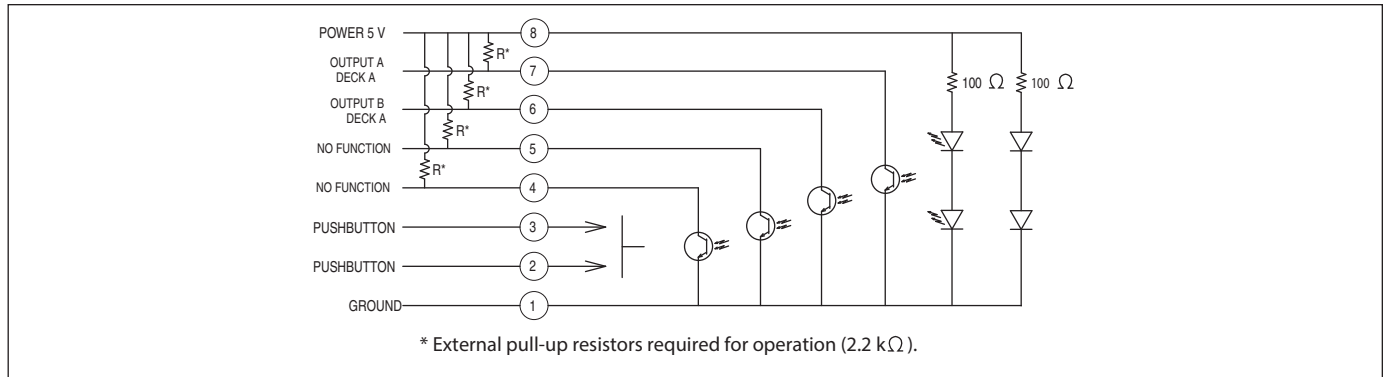 POWER 5 V
8
R*
OUTPUT A
DECK A
7
100 Ω
100 Ω
R*
OUTPUT B
DECK A
6
R*
NO FUNCTION
5
R*
NO FUNCTION
4
PUSHBUTTON
3
PUSHBUTTON
2
GROUND
1
* External pull-up resistors required for operation (2.2 kΩ).